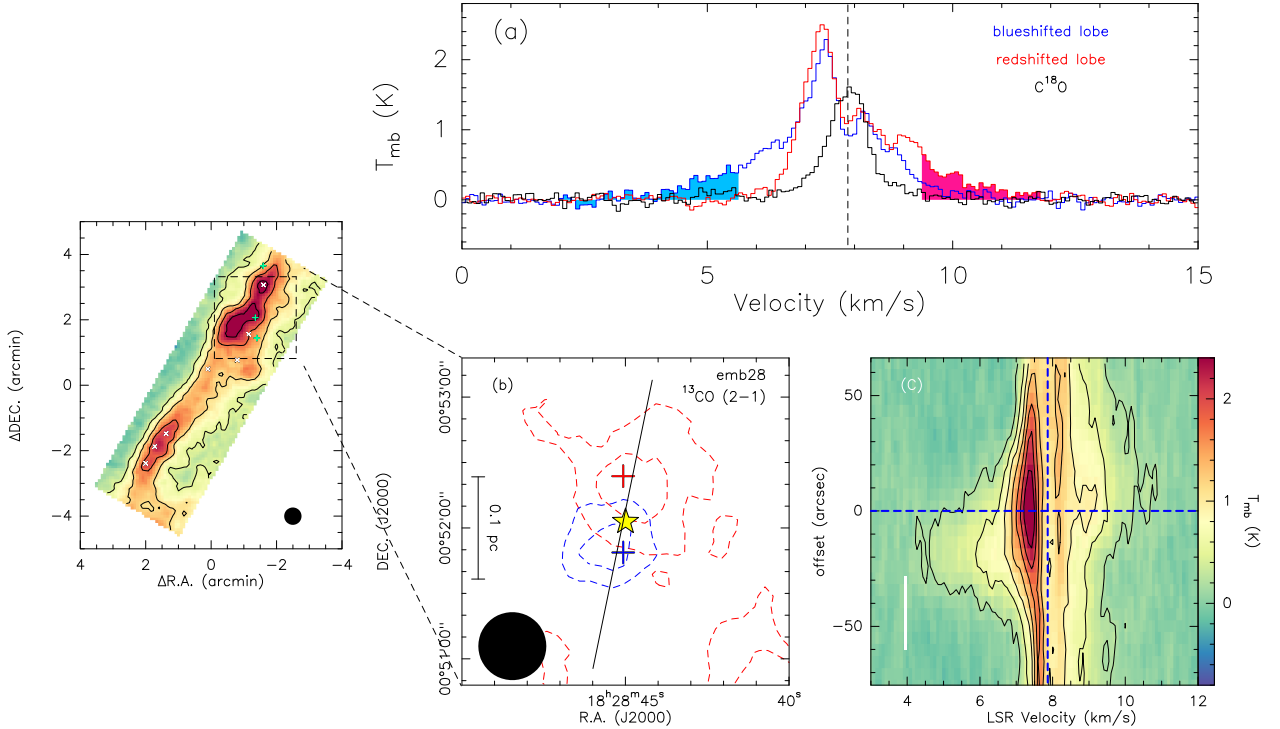 (a)
blueshifted lobe
redshifted lobe
C¹⁸O
T_mb (K)
2
1
0
0
5
10
15
Velocity (km/s)
ΔDEC. (arcmin)
4
2
0
−2
−4
4
2
0
−2
−4
ΔR.A. (arcmin)
(b)
emb28
¹³CO (2−1)
DEC. (J2000)
00°53'00''
00°52'00''
00°51'00''
0.1 pc
18ʰ28ᵐ45ˢ
40ˢ
R.A. (J2000)
(c)
offset (arcsec)
50
0
−50
4
6
8
10
12
LSR Velocity (km/s)
2
1
0
T_mb (K)